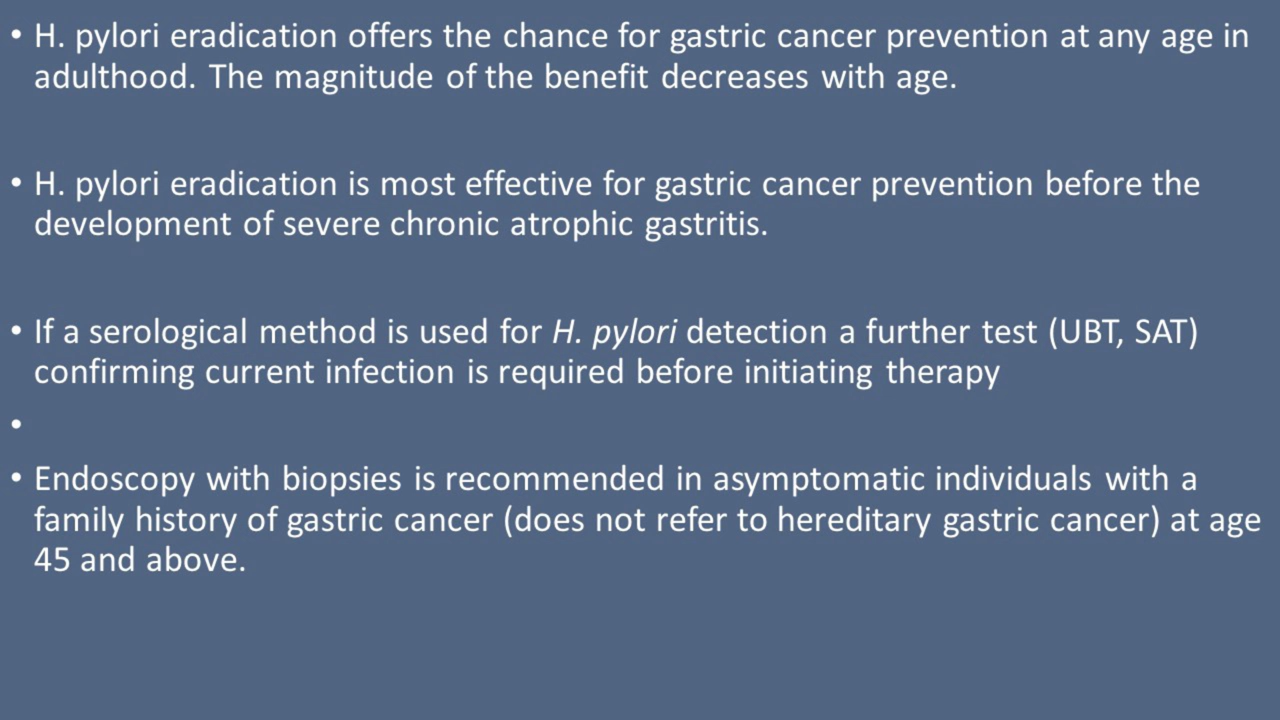 • H. pylori eradication offers the chance for gastric cancer prevention at any age in
adulthood. The magnitude of the benefit decreases with age.
• H. pylori eradication is most effective for gastric cancer prevention before the
development of severe chronic atrophic gastritis.
• If a serological method is used for H. pylori detection a further test (UBT, SAT)
confirming current infection is required before initiating therapy
•
• Endoscopy with biopsies is recommended in asymptomatic individuals with a
family history of gastric cancer (does not refer to hereditary gastric cancer) at age
45 and above.